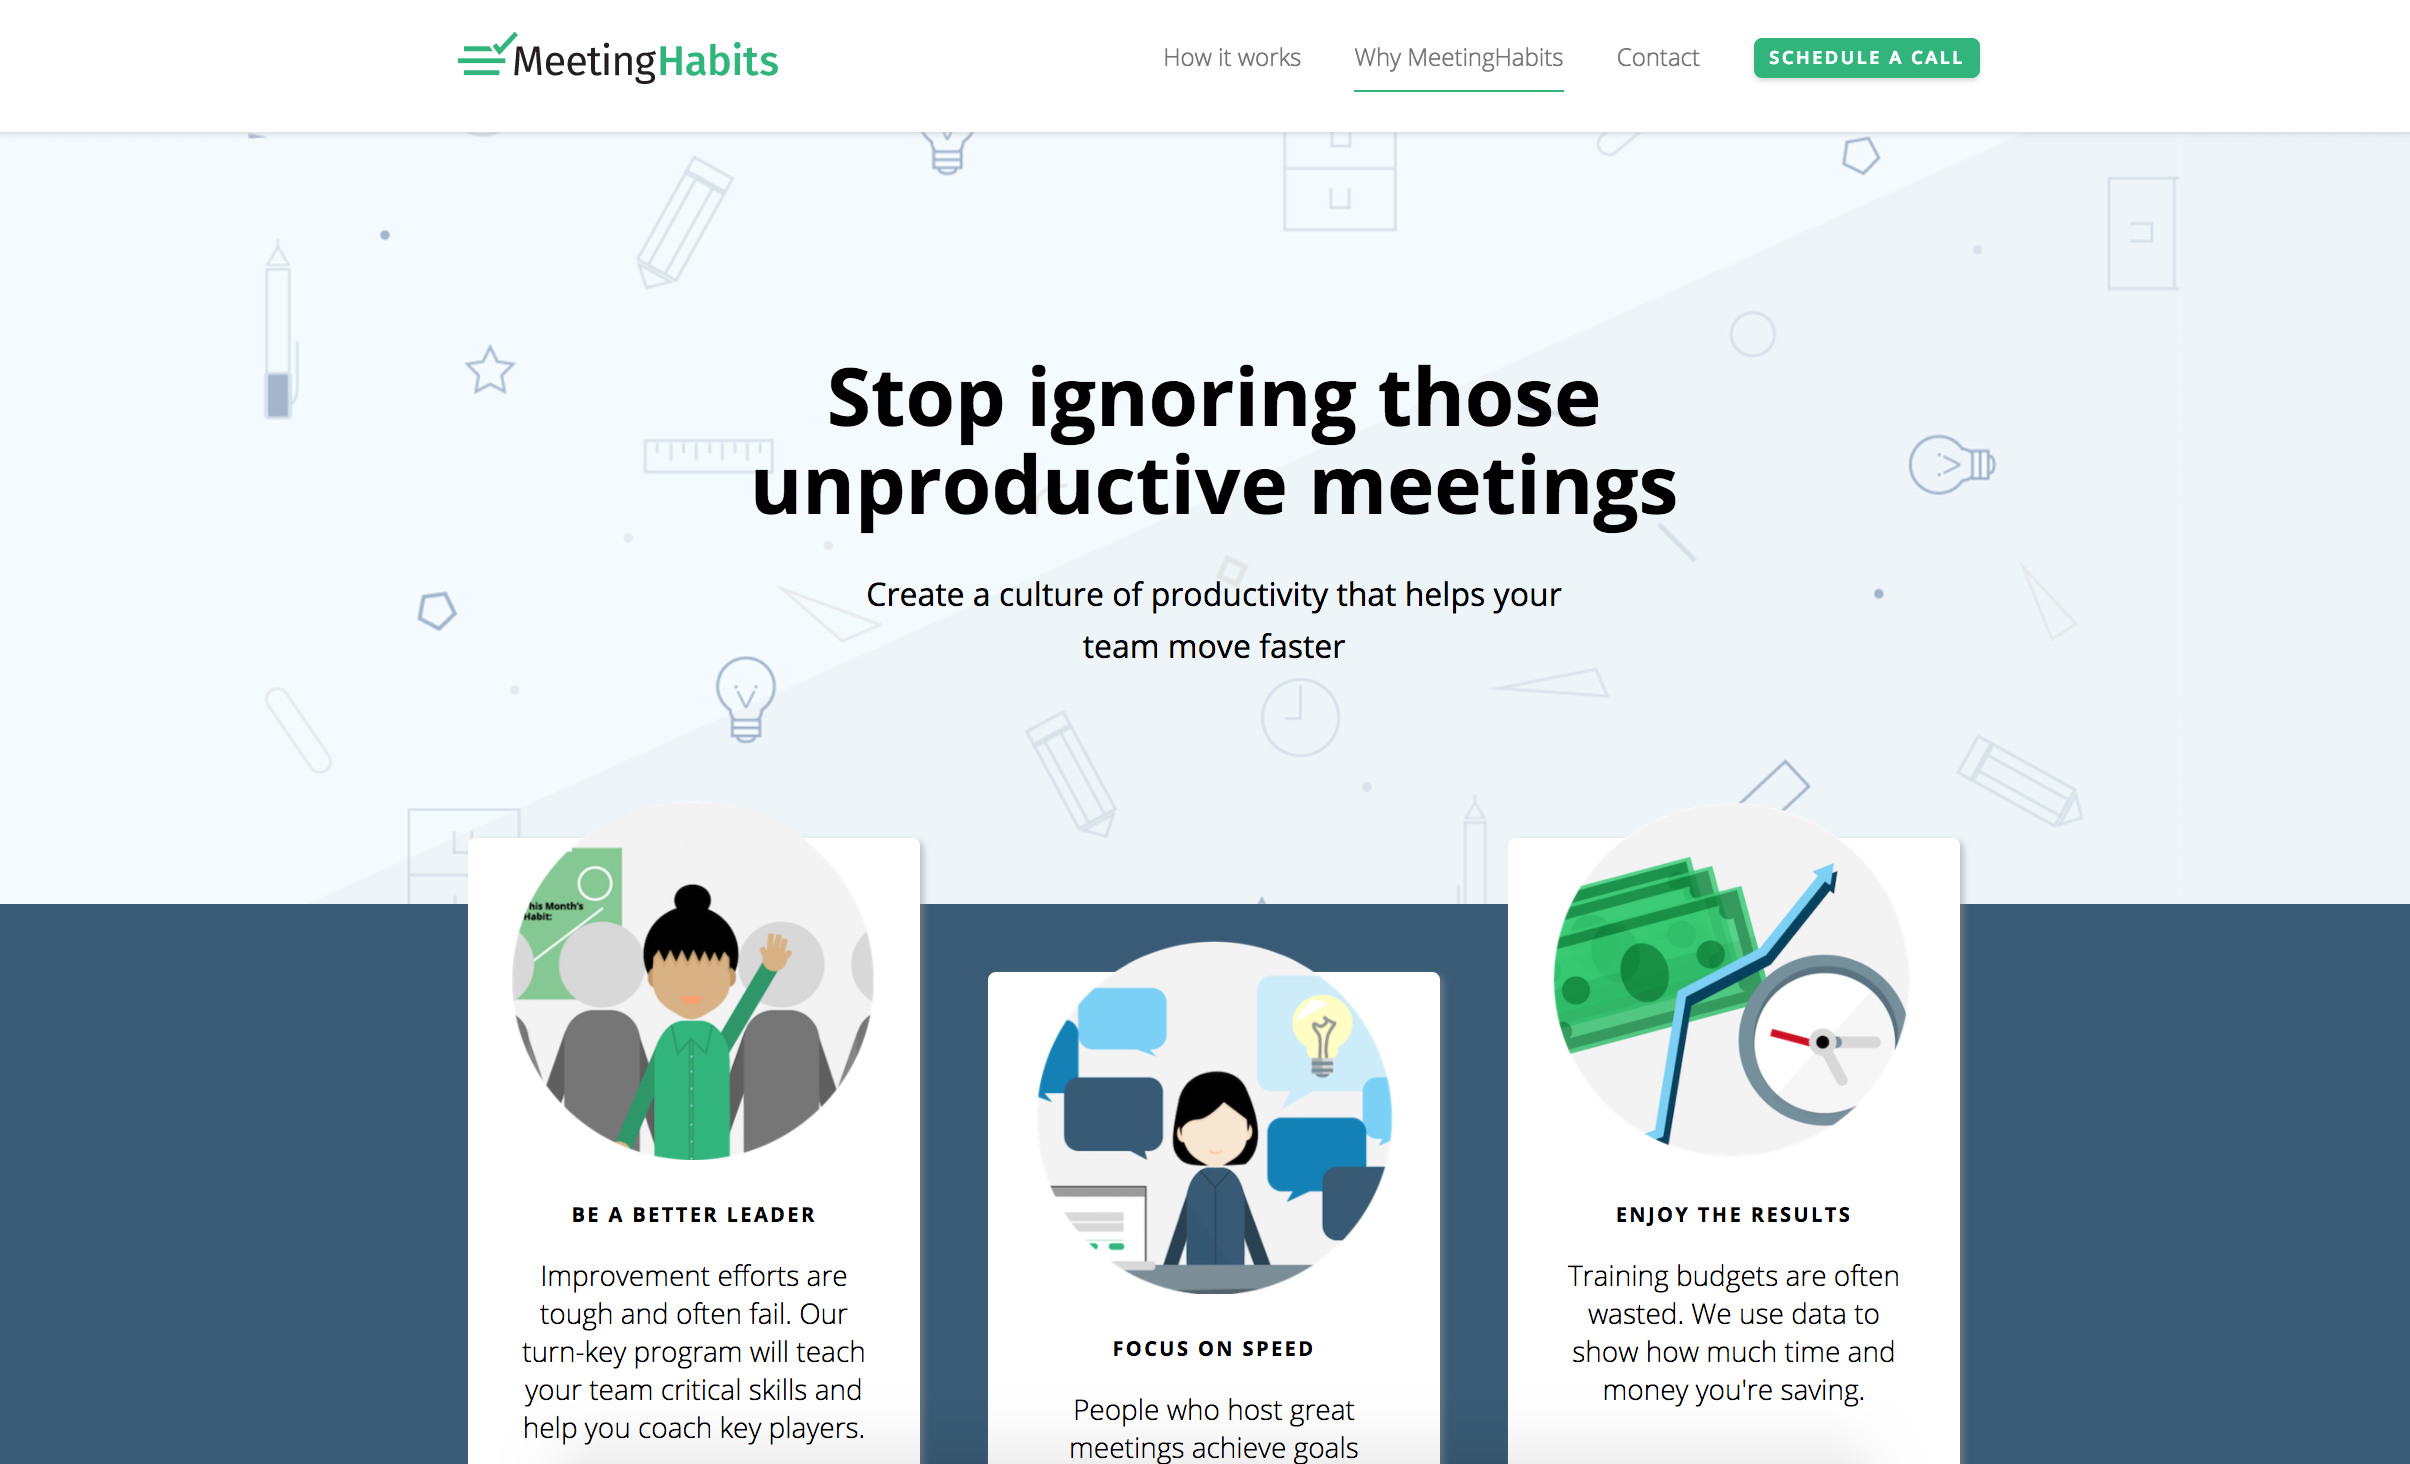 MeetingHabits
How it works
Why MeetingHabits
Contact
SCHEDULE A CALL
Stop ignoring those
unproductive meetings
Create a culture of productivity that helps your
team move faster
his Month's
Habit:
BE A BETTER LEADER
Improvement efforts are
tough and often fail. Our
turn-key program will teach
your team critical skills and
help you coach key players.
FOCUS ON SPEED
People who host great
meetings achieve goals
ENJOY THE RESULTS
Training budgets are often
wasted. We use data to
show how much time and
money you're saving.